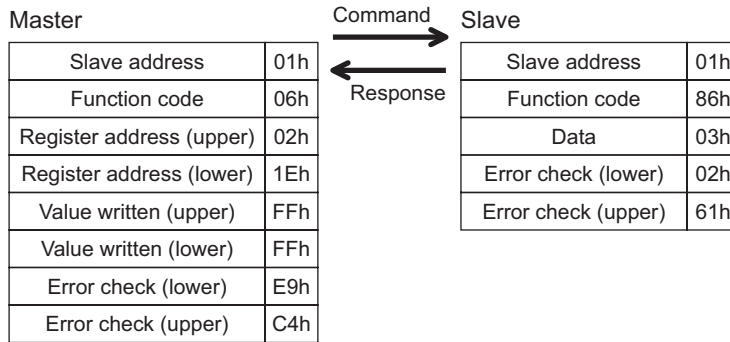 Master
Command
Slave
Response
Slave address 01h
Function code 06h
Register address (upper) 02h
Register address (lower) 1Eh
Value written (upper) FFh
Value written (lower) FFh
Error check (lower) E9h
Error check (upper) C4h
Slave address 01h
Function code 86h
Data 03h
Error check (lower) 02h
Error check (upper) 61h